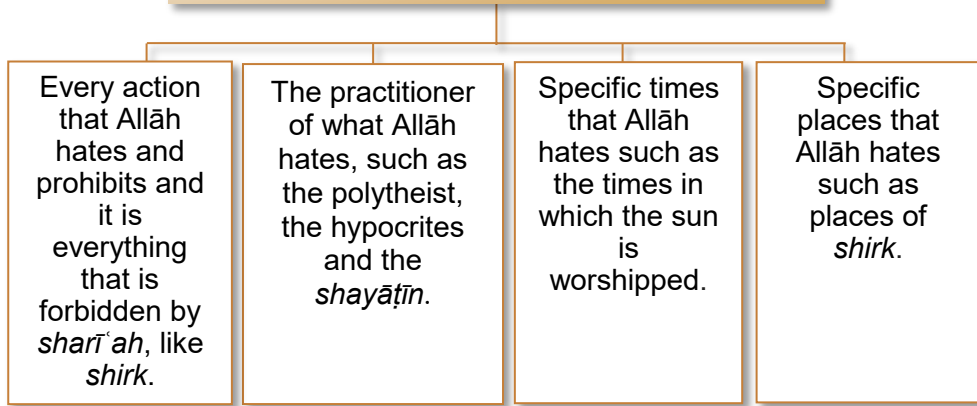 Every action
that Allāh
hates and
prohibits and
it is
everything
that is
forbidden by
sharīʿah, like
shirk.
The practitioner
of what Allāh
hates, such as
the polytheist,
the hypocrites
and the
shayāṭīn.
Specific times
that Allāh
hates such as
the times in
which the sun
is
worshipped.
Specific
places that
Allāh hates
such as
places of
shirk.